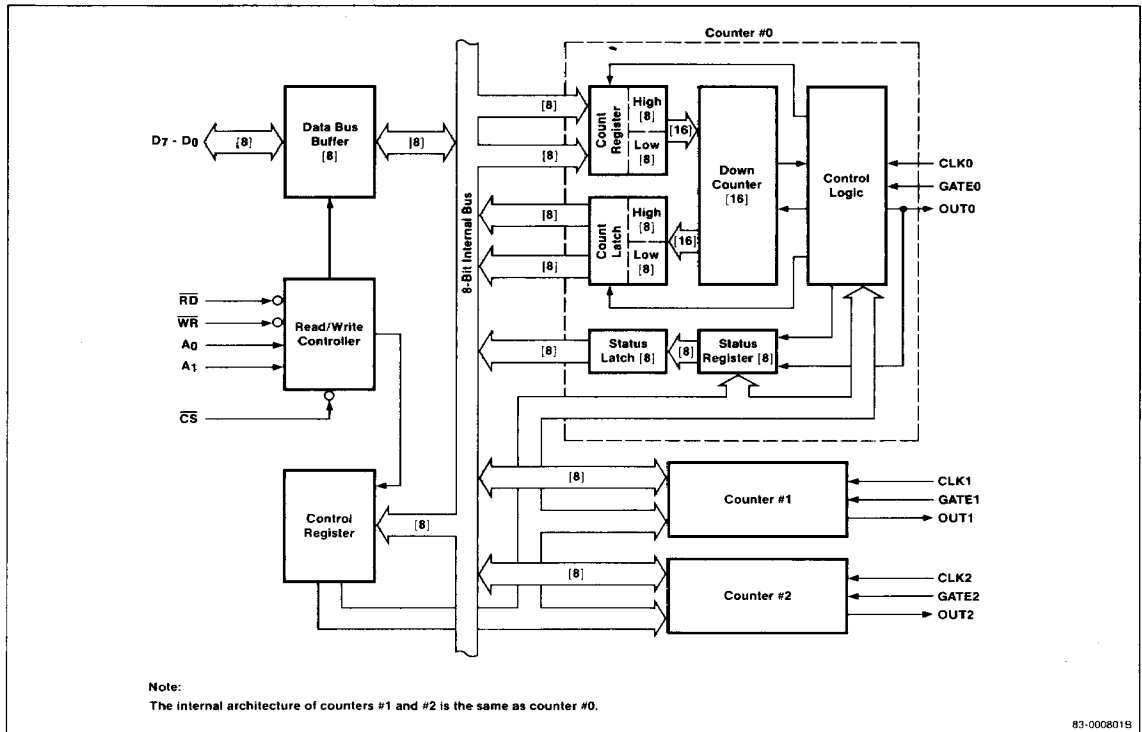 Counter #0
D7 - D0
[8]
Data Bus
Buffer
[8]
[8]
8-Bit Internal Bus
[8]
[8]
Count
Register
High
[8]
Low
[8]
[16]
Down
Counter
[16]
Control
Logic
CLK0
GATE0
OUT0
[8]
[8]
Count
Latch
High
[8]
Low
[8]
[16]
[8]
Status
Latch [8]
[8]
Status
Register [8]
R̅D̅
W̅R̅
A0
A1
C̅S̅
Read/Write
Controller
Control
Register
[8]
[8]
Counter #1
CLK1
GATE1
OUT1
[8]
Counter #2
CLK2
GATE2
OUT2
Note:
The internal architecture of counters #1 and #2 is the same as counter #0.
83-000801B